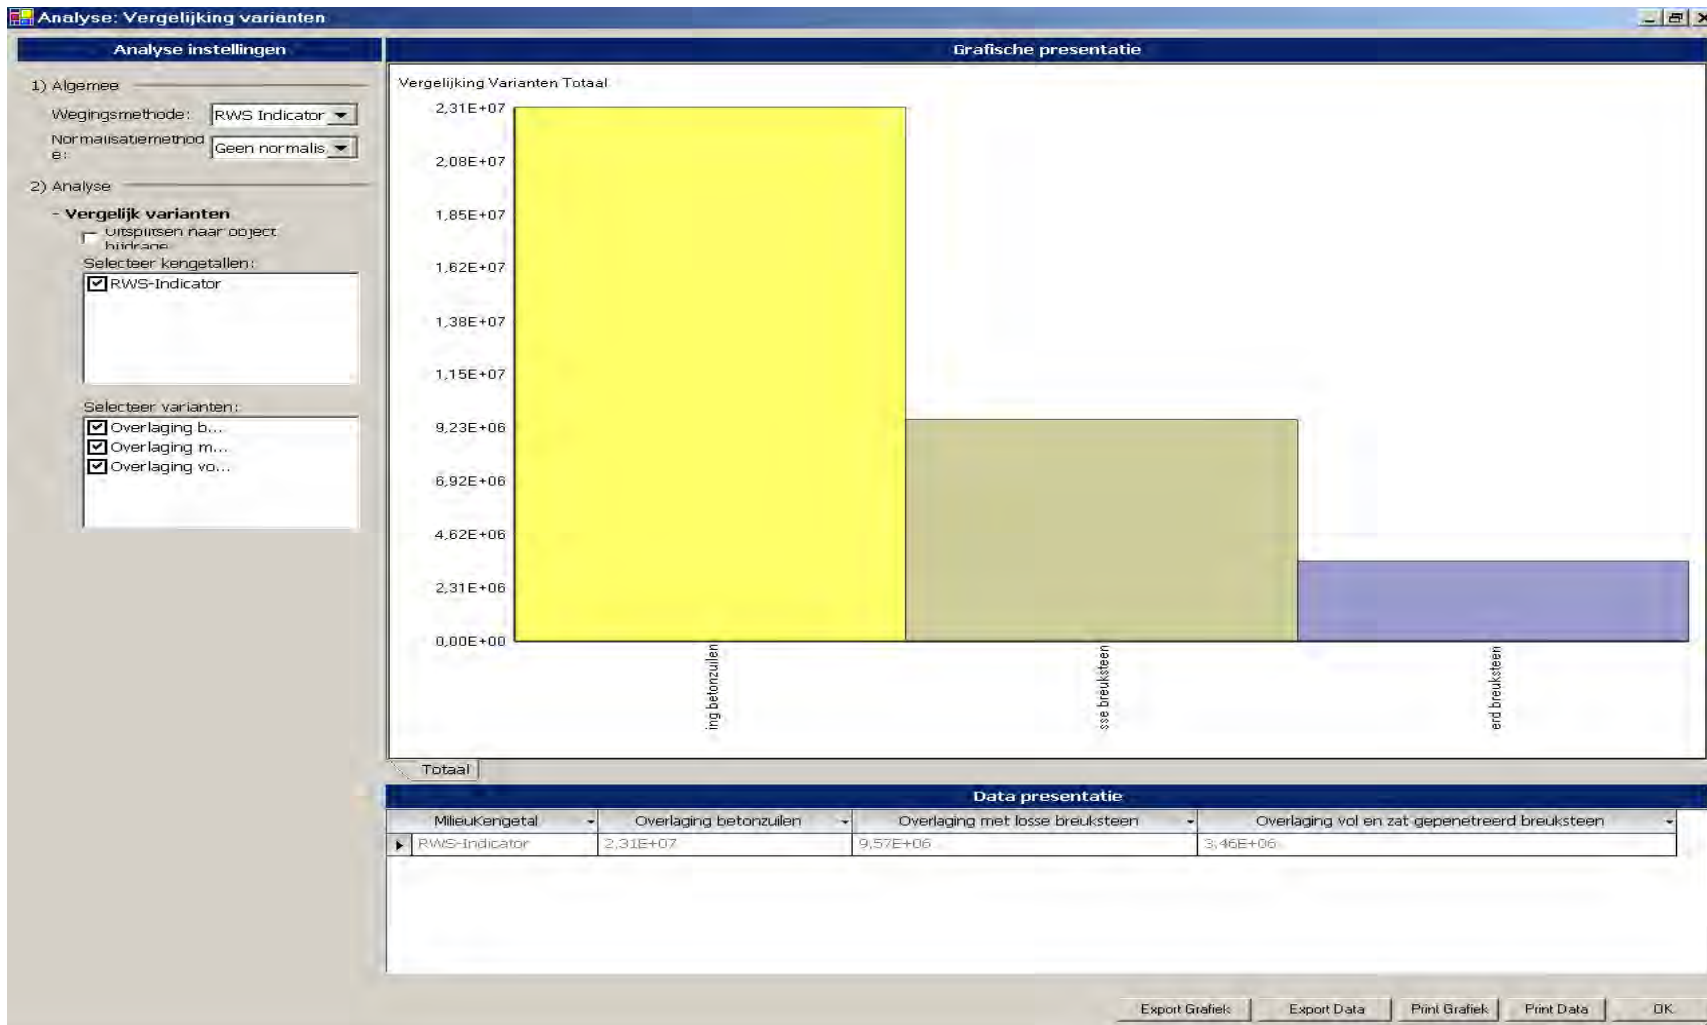 Analyse: Vergelijking varianten
Analyse instellingen
1) Algemee
Wegingsmethode: RWS Indicator
Normalisatiemethod
e: Geen normalis
2) Analyse
- Vergelijk varianten
Uitsplitsen naar object
bijdrage
Selecteer kengetallen:
RWS-Indicator
Selecteer varianten:
Overlaging b...
Overlaging m...
Overlaging vo...
Grafische presentatie
Vergelijking Varianten Totaal
2,31E+07
2,08E+07
1,85E+07
1,62E+07
1,38E+07
1,15E+07
9,23E+06
6,92E+06
4,62E+06
2,31E+06
0,00E+00
ing betonzuilen
sse breuksteen
erd breuksteen
Totaal
Data presentatie
Milieukengetal Overlaging betonzuilen Overlaging met losse breuksteen Overlaging vol en zat gepenetreerd breuksteen
RWS-Indicator 2,31E+07 9,57E+06 3,46E+06
Export Grafiek Export Data Print Grafiek Print Data OK